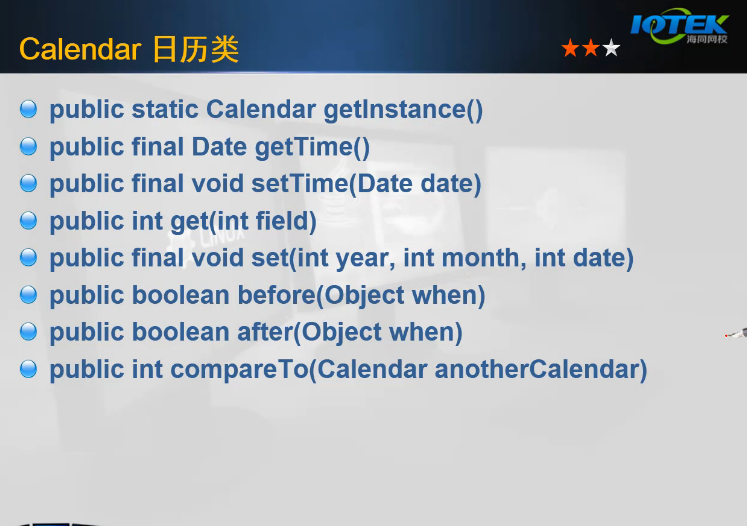 Calendar 日历类
IOTEK
海同网校
public static Calendar getInstance()
public final Date getTime()
public final void setTime(Date date)
public int get(int field)
public final void set(int year, int month, int date)
public boolean before(Object when)
public boolean after(Object when)
public int compareTo(Calendar anotherCalendar)
LINUX